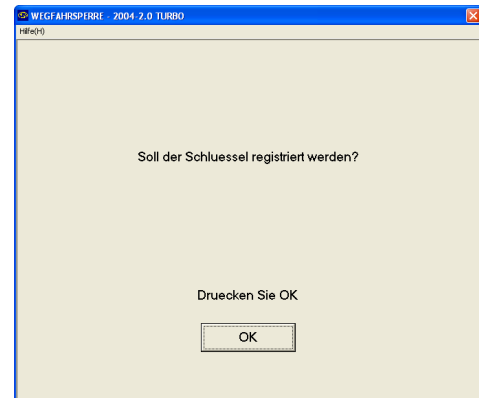 WEGFAHRSPERRE - 2004-2.0 TURBO
Hilfe(H)
Soll der Schluessel registriert werden?
Druecken Sie OK
OK